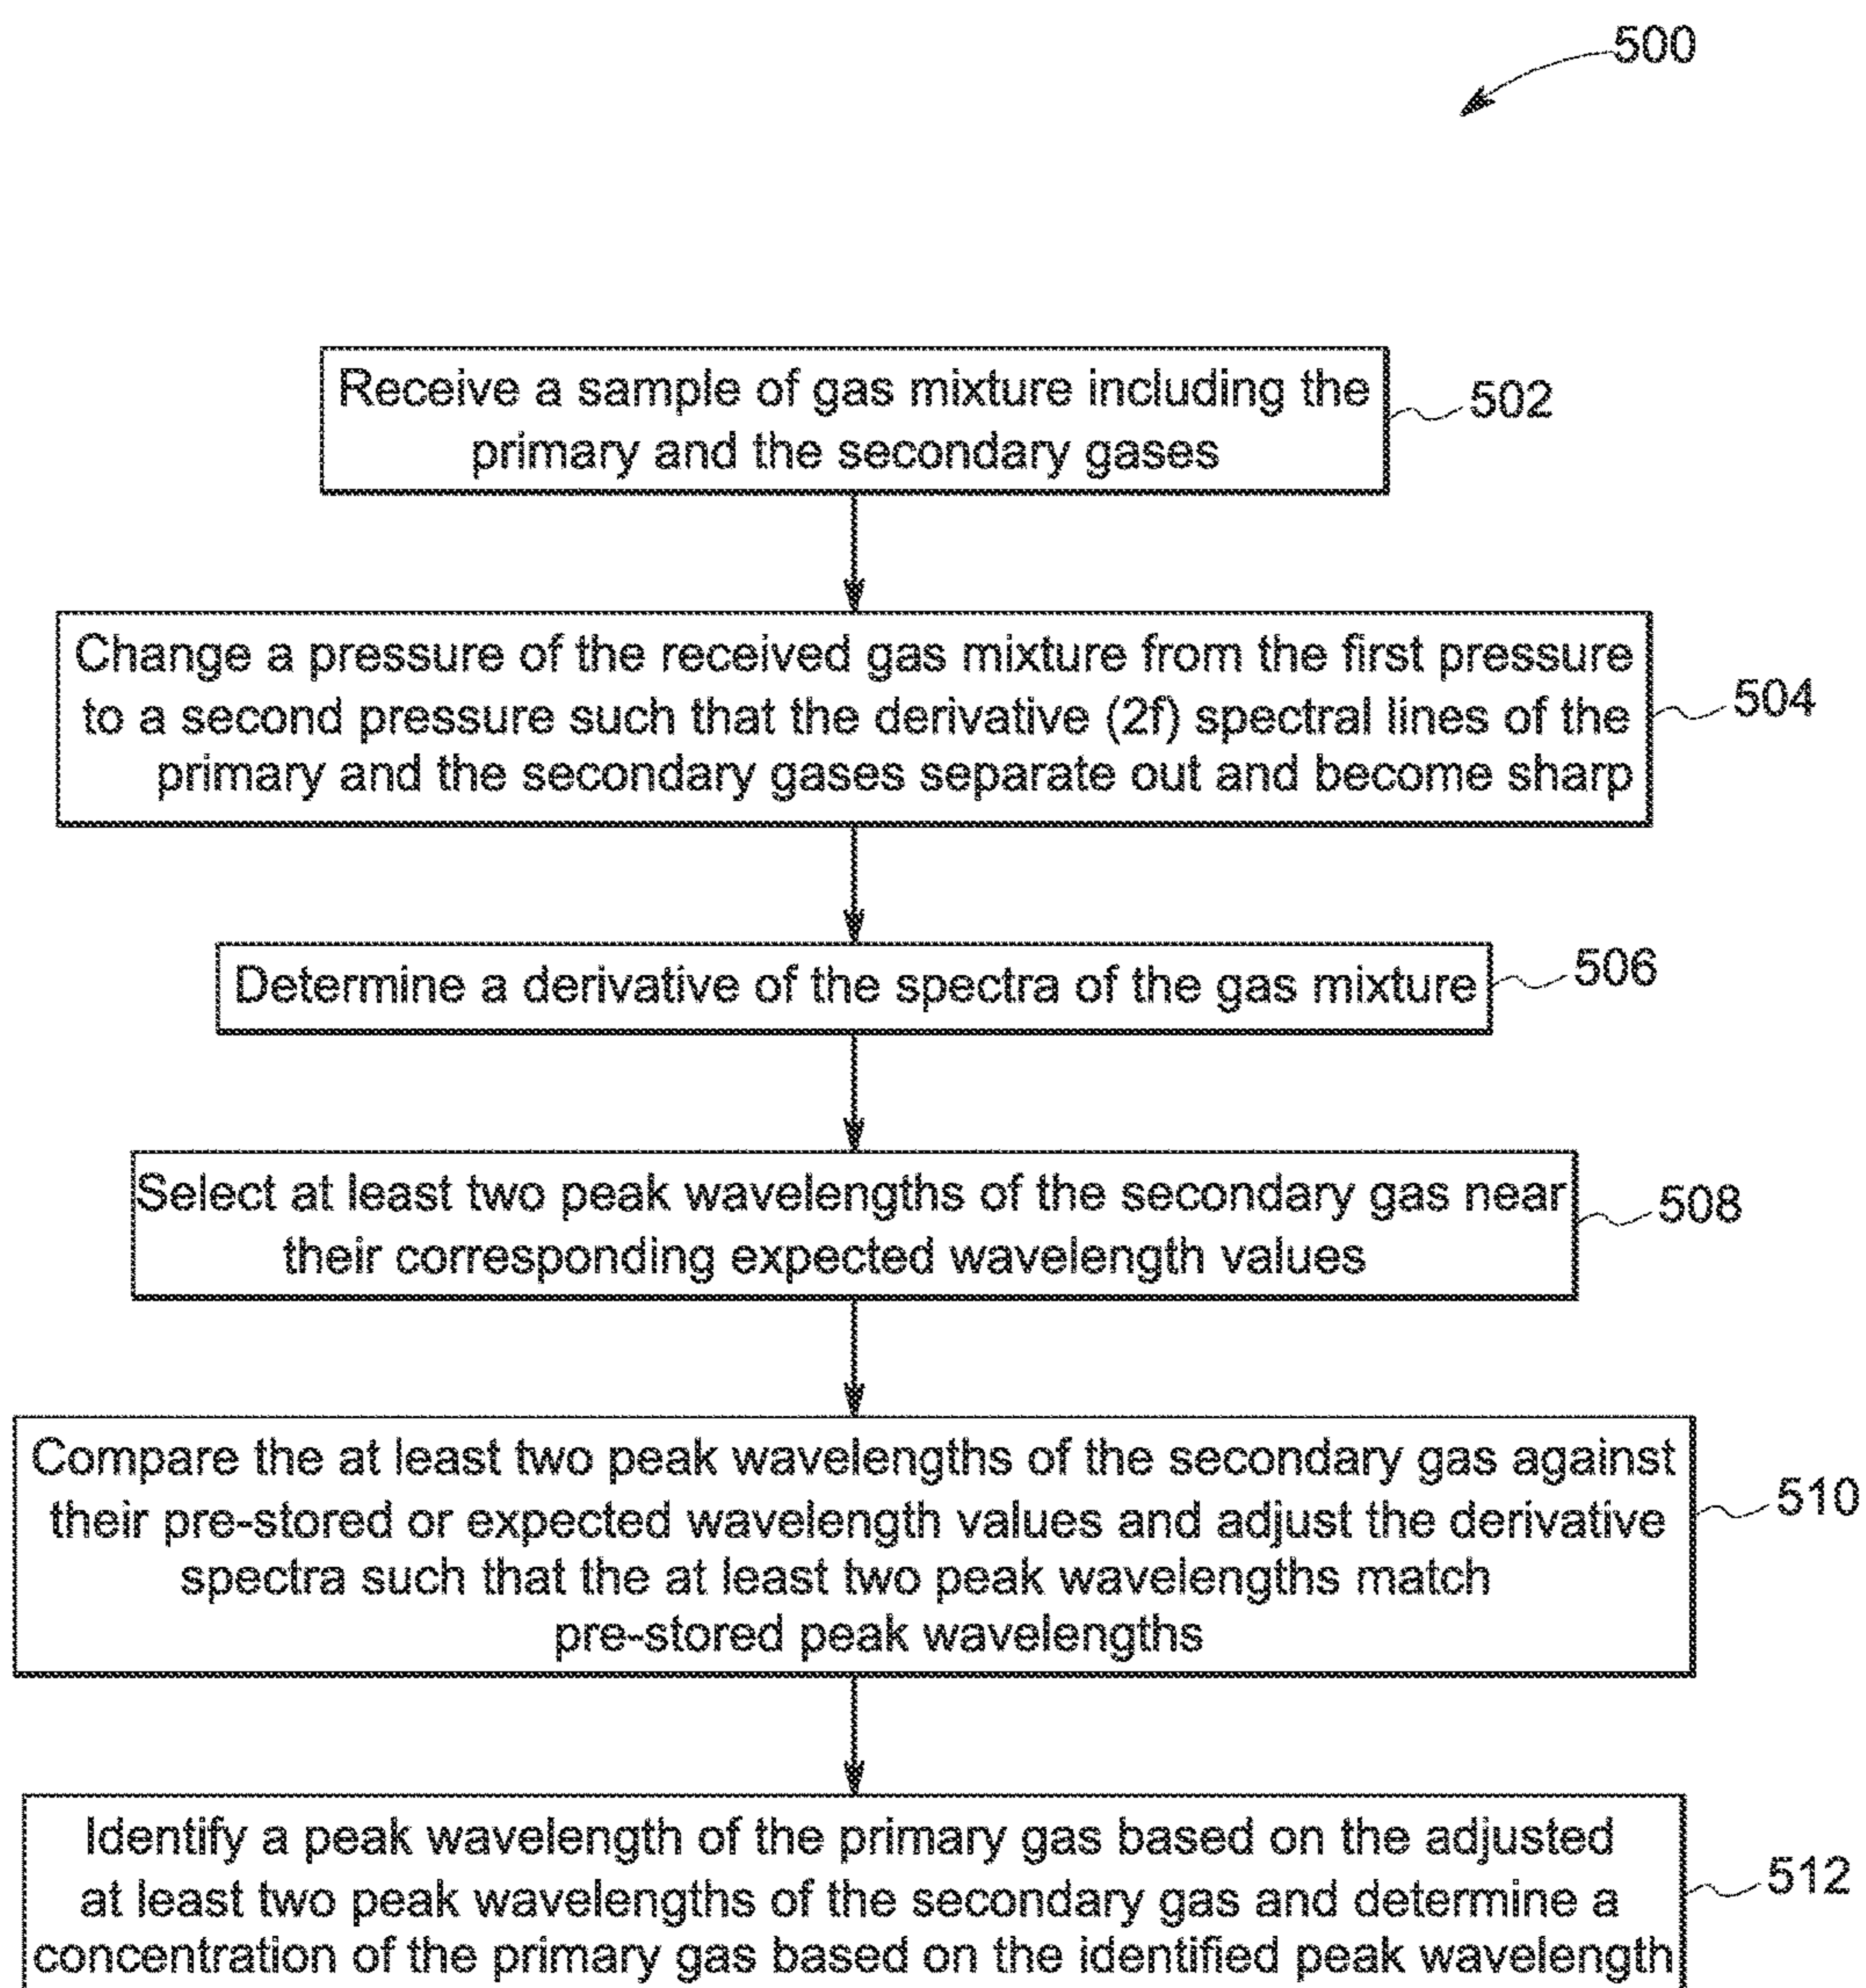 500
Receive a sample of gas mixture including the
primary and the secondary gases
502
Change a pressure of the received gas mixture from the first pressure
to a second pressure such that the derivative (2f) spectral lines of the
primary and the secondary gases separate out and become sharp
504
Determine a derivative of the spectra of the gas mixture
506
Select at least two peak wavelengths of the secondary gas near
their corresponding expected wavelength values
508
Compare the at least two peak wavelengths of the secondary gas against
their pre-stored or expected wavelength values and adjust the derivative
spectra such that the at least two peak wavelengths match
pre-stored peak wavelengths
510
Identify a peak wavelength of the primary gas based on the adjusted
at least two peak wavelengths of the secondary gas and determine a
concentration of the primary gas based on the identified peak wavelength
512